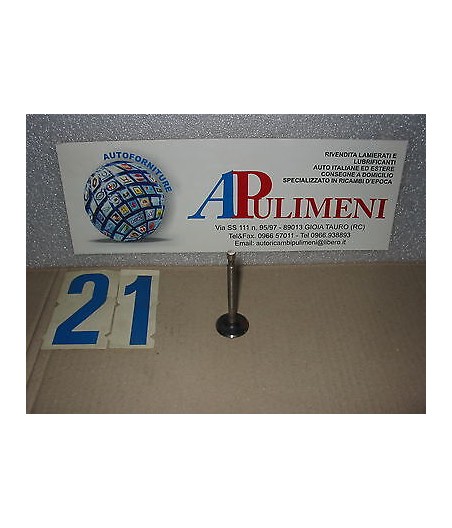 AUTOFORNITURE
APULIMENI
RIVENDITA LAMIERATI E
LUBRIFICANTI
AUTO ITALIANE ED ESTERE
CONSEGNE A DOMICILIO
SPECIALIZZATO IN RICAMBI D'EPOCA
Via SS 111 n. 95/97 - 89013 GIOIA TAURO (RC)
Tel&Fax. 0966 57011 - Tel 0966.938893
Email: autoricambipulimeni@libero.it
21